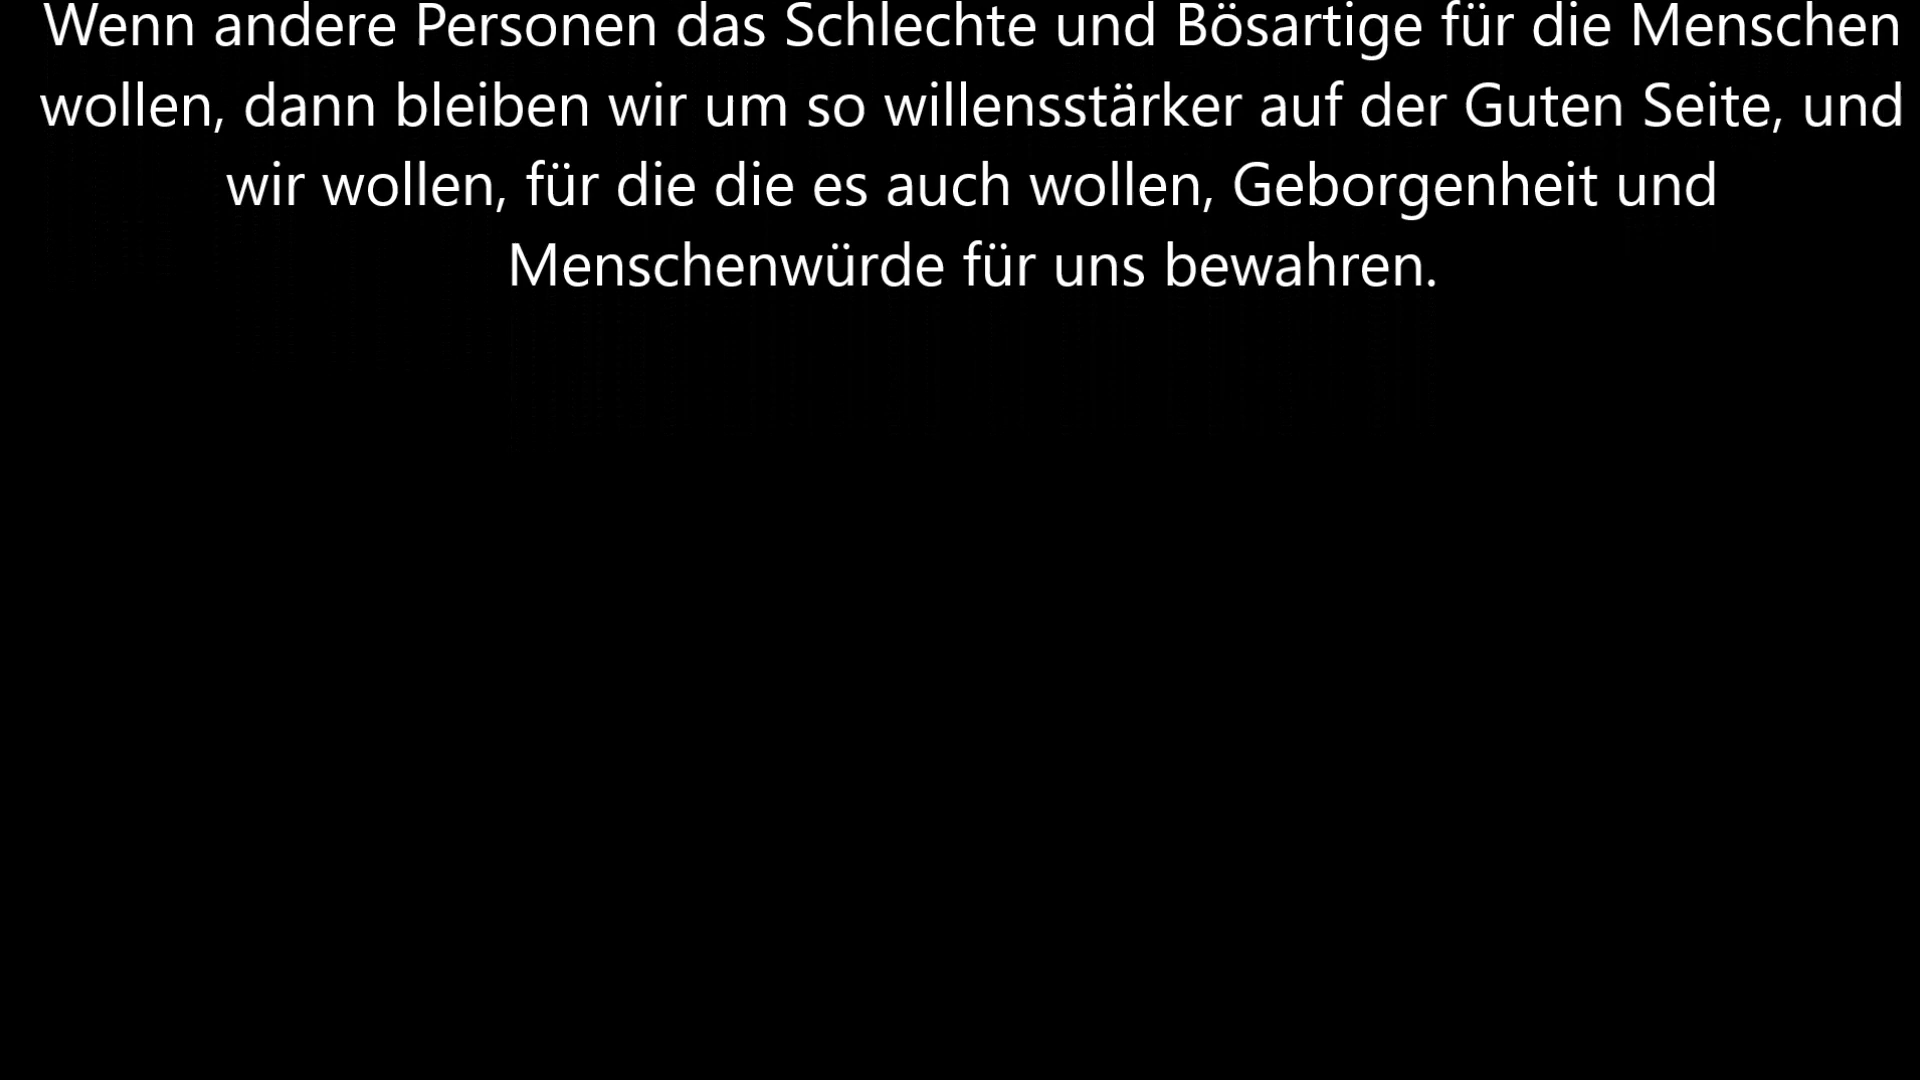 Wenn andere Personen das Schlechte und Bösartige für die Menschen
wollen, dann bleiben wir um so willensstärker auf der Guten Seite, und
wir wollen, für die die es auch wollen, Geborgenheit und
Menschenwürde für uns bewahren.